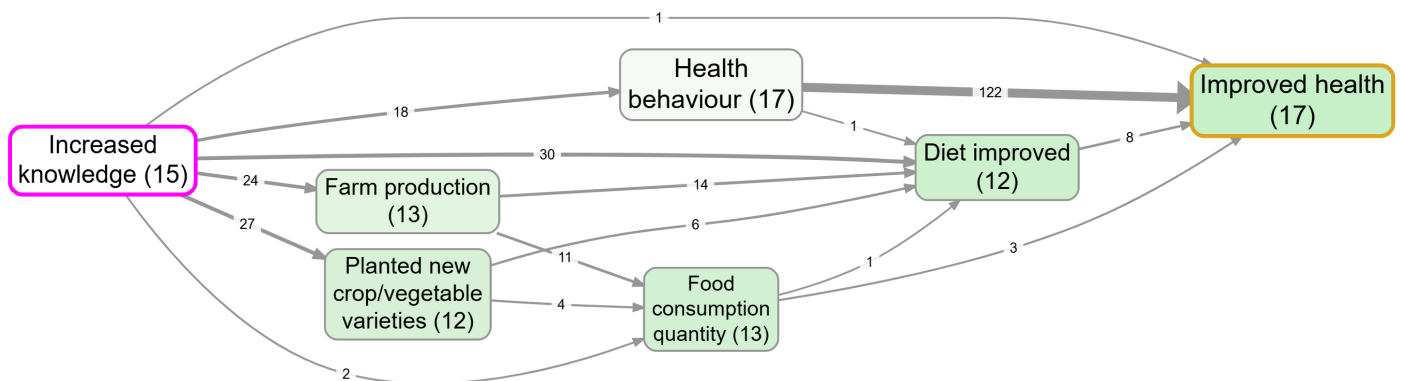 1
Health
behaviour (17)
122
Improved health
(17)
18
1
Increased
knowledge (15)
30
Diet improved
(12)
8
24
Farm production
(13)
14
27
6
11
Planted new
crop/vegetable
varieties (12)
4
Food
consumption
quantity (13)
1
3
2